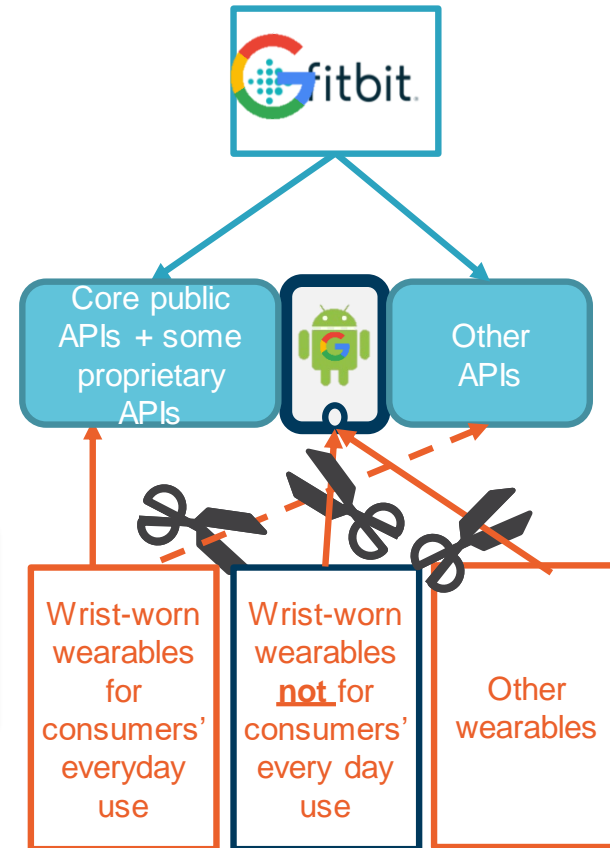 Gfitbit.
Core public
APIs + some
proprietary
APIs
Other
APIs
Wrist-worn
wearables
for
consumers’
everyday
use
Wrist-worn
wearables
not for
consumers’
every day
use
Other
wearables